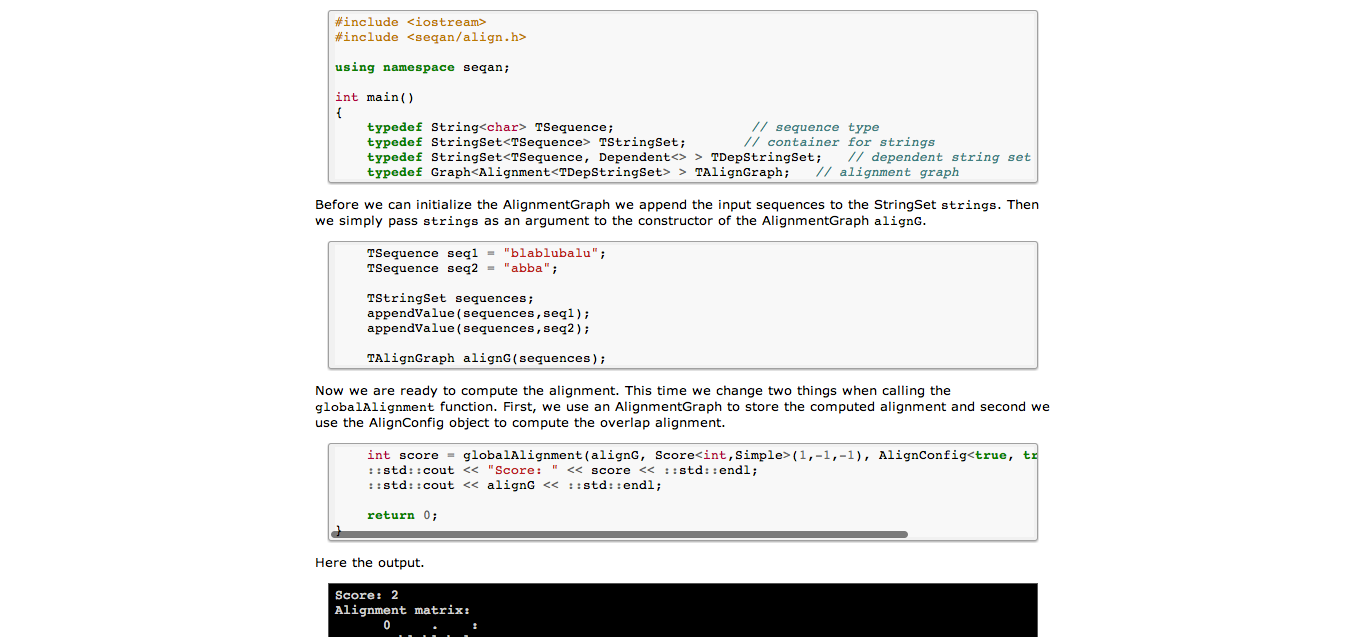 #include <iostream>
#include <seqan/align.h>
using namespace seqan;
int main()
{
typedef String<char> TSequence; // sequence type
typedef StringSet<TSequence> TStringSet; // container for strings
typedef StringSet<TSequence, Dependent<> > TDepStringSet; // dependent string set
typedef Graph<Alignment<TDepStringSet> > TAlignGraph; // alignment graph
Before we can initialize the AlignmentGraph we append the input sequences to the StringSet strings. Then
we simply pass strings as an argument to the constructor of the AlignmentGraph alignG.
TSequence seq1 = "blablubalu";
TSequence seq2 = "abba";
TStringSet sequences;
appendValue(sequences,seq1);
appendValue(sequences,seq2);
TAlignGraph alignG(sequences);
Now we are ready to compute the alignment. This time we change two things when calling the
globalAlignment function. First, we use an AlignmentGraph to store the computed alignment and second we
use the AlignConfig object to compute the overlap alignment.
int score = globalAlignment(alignG, Score<int,Simple>(1,-1,-1), AlignConfig<true, tr
::std::cout << "Score: " << score << ::std::endl;
::std::cout << alignG << ::std::endl;
return 0;
}
Here the output.
Score: 2
Alignment matrix:
0 . :